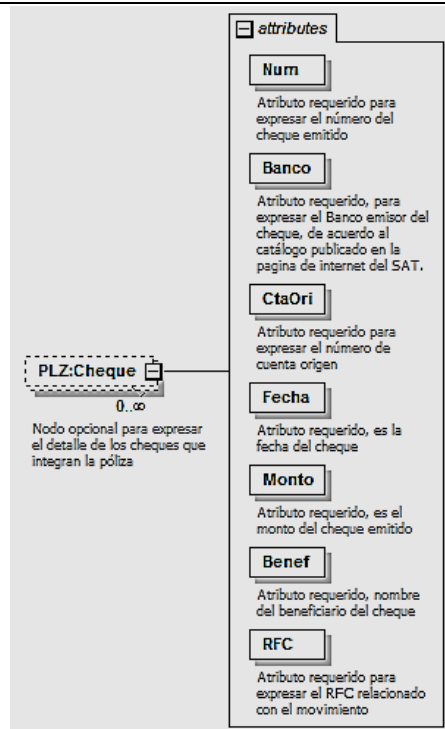 attributes
Num
Atributo requerido para
expresar el número del
cheque emitido
Banco
Atributo requerido, para
expresar el Banco emisor del
cheque, de acuerdo al
catálogo publicado en la
pagina de internet del SAT.
CtaOri
Atributo requerido para
expresar el número de
cuenta origen
PLZ:Cheque
0..∞
Nodo opcional para expresar
el detalle de los cheques que
integran la póliza
Fecha
Atributo requerido, es la
fecha del cheque
Monto
Atributo requerido, es el
monto del cheque emitido
Benef
Atributo requerido, nombre
del beneficiario del cheque
RFC
Atributo requerido para
expresar el RFC relacionado
con el movimiento